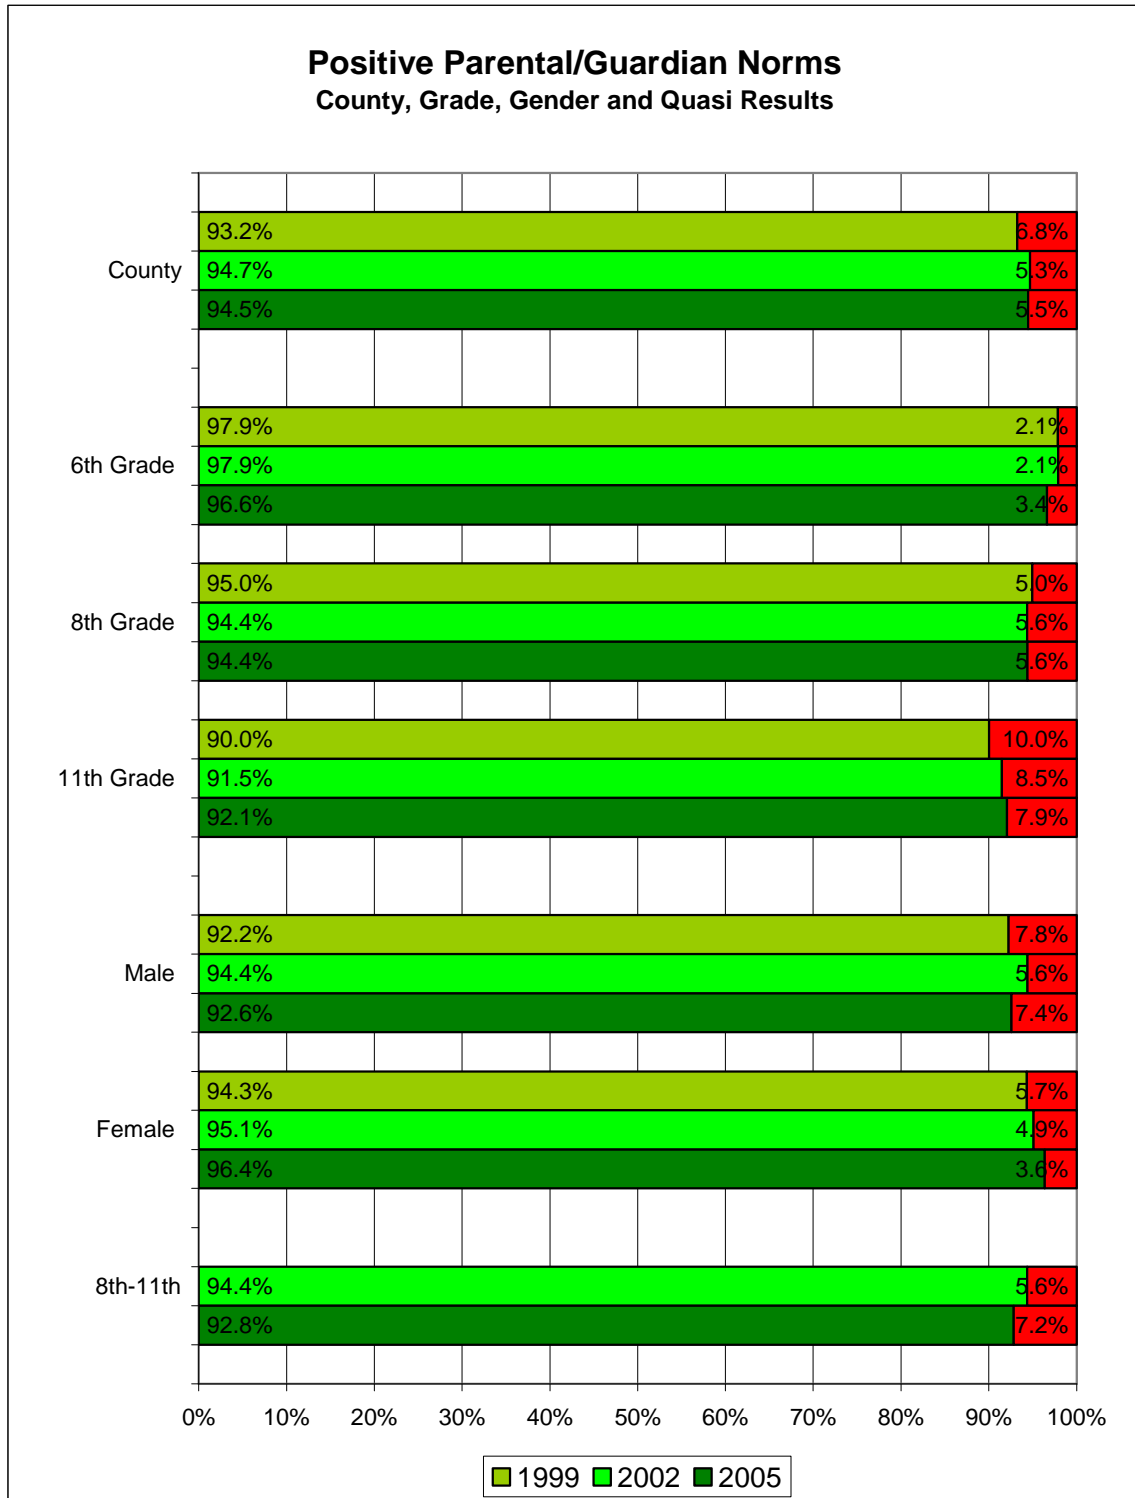 Positive Parental/Guardian Norms
County, Grade, Gender and Quasi Results
93.2% 6.8%
County 94.7% 5.3%
94.5% 5.5%
97.9% 2.1%
6th Grade 97.9% 2.1%
96.6% 3.4%
95.0% 5.0%
8th Grade 94.4% 5.6%
94.4% 5.6%
90.0% 10.0%
11th Grade 91.5% 8.5%
92.1% 7.9%
92.2% 7.8%
Male 94.4% 5.6%
92.6% 7.4%
94.3% 5.7%
Female 95.1% 4.9%
96.4% 3.6%
8th-11th 94.4% 5.6%
92.8% 7.2%
0% 10% 20% 30% 40% 50% 60% 70% 80% 90% 100%
1999 2002 2005